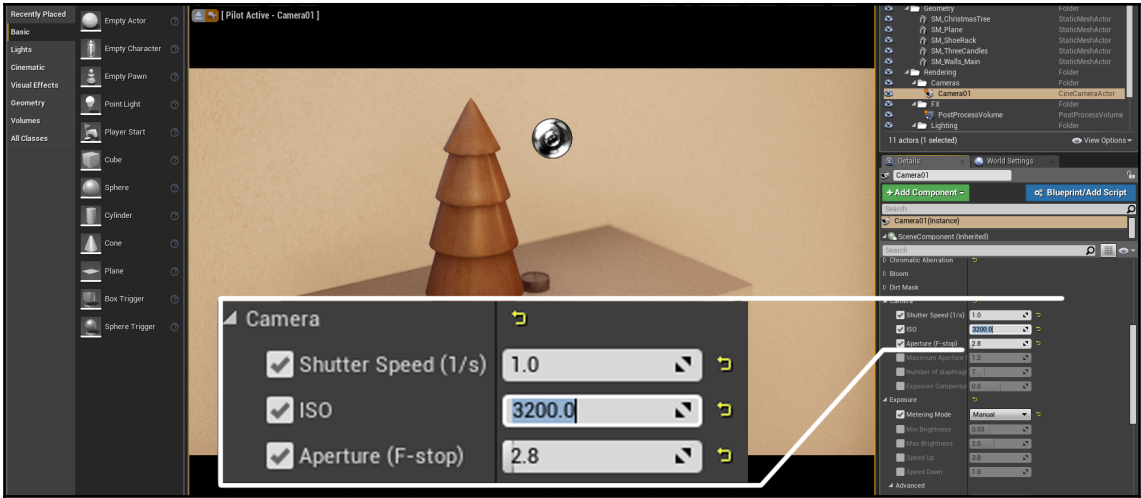 Recently Placed
Basic
Lights
Cinematic
Visual Effects
Geometry
Volumes
All Classes
Empty Actor
Empty Character
Empty Pawn
Point Light
Player Start
Cube
Sphere
Cylinder
Cone
Plane
Box Trigger
Sphere Trigger
[ Pilot Active - Camera01 ]
Geometry Folder
SM_ChristmasTree StaticMeshActor
SM_Plane StaticMeshActor
SM_ShoeRack StaticMeshActor
SM_ThreeCandles StaticMeshActor
SM_Walls_Main StaticMeshActor
Rendering Folder
Cameras Folder
Camera01 CineCameraActor
FX Folder
PostProcessVolume PostProcessVolume
Lighting Folder
11 actors (1 selected) View Options
Details World Settings
Camera01
+Add Component Blueprint/Add Script
Search
Camera01(Instance)
SceneComponent (Inherited)
Search
Chromatic Aberration
Bloom
Dirt Mask
Camera
Shutter Speed (1/s) 1.0
ISO 3200.0
Aperture (F-stop) 2.8
Maximum Aperture 1.2
Number of diaphragr 7
Exposure Compensa 0.0
Exposure
Metering Mode Manual
Min Brightness 0.03
Max Brightness 2.0
Speed Up 3.0
Speed Down 1.0
Advanced
Camera
Shutter Speed (1/s) 1.0
ISO 3200.0
Aperture (F-stop) 2.8